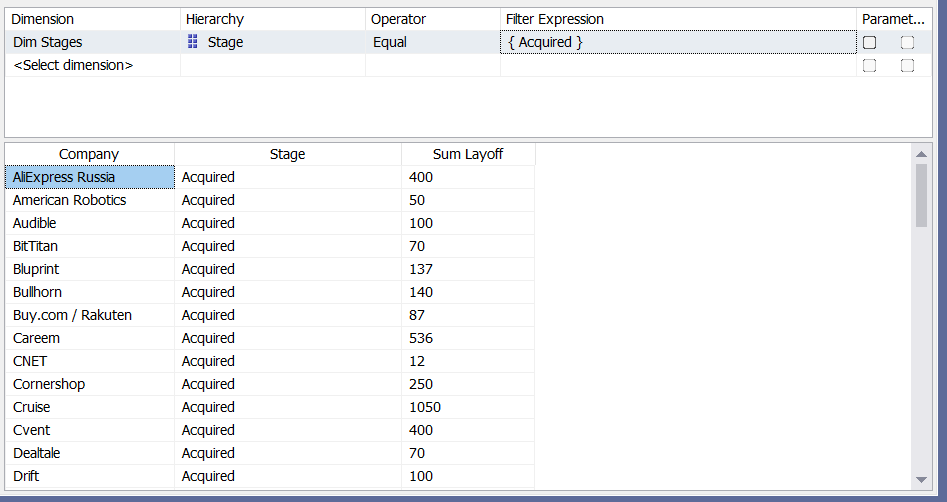 Dimension Hierarchy Operator Filter Expression Paramet...
Dim Stages Stage Equal { Acquired }
<Select dimension>
Company Stage Sum Layoff
AliExpress Russia Acquired 400
American Robotics Acquired 50
Audible Acquired 100
BitTitan Acquired 70
Bluprint Acquired 137
Bullhorn Acquired 140
Buy.com / Rakuten Acquired 87
Careem Acquired 536
CNET Acquired 12
Cornershop Acquired 250
Cruise Acquired 1050
Cvent Acquired 400
Dealtale Acquired 70
Drift Acquired 100